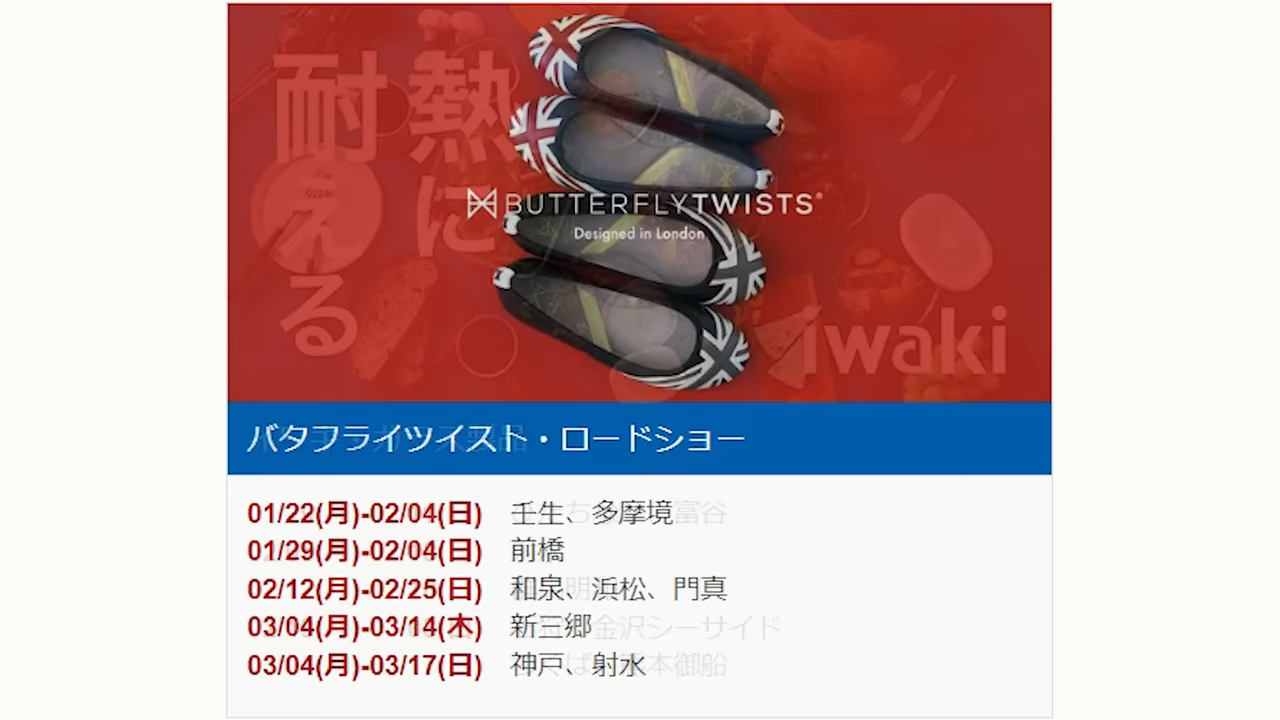 耐熱に
える
BUTTERFLYTWISTS®
Designed in London
iwaki
バタフライツイスト・ロードショー
01/22(月)-02/04(日) 壬生、多摩境
01/29(月)-02/04(日) 前橋
02/12(月)-02/25(日) 和泉、浜松、門真
03/04(月)-03/14(木) 新三郷
03/04(月)-03/17(日) 神戸、射水